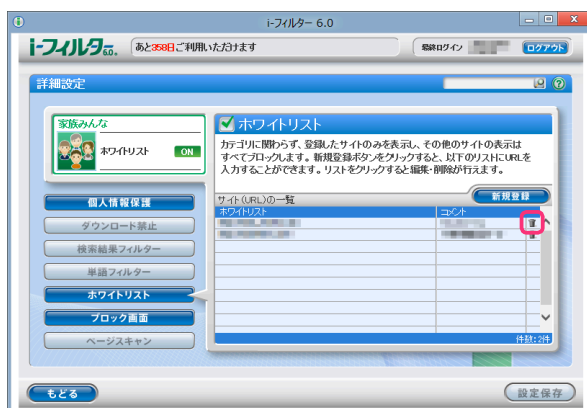 i-フィルター 6.0
i-フィルター6.0.
あと358日ご利用いただけます
最終ログイン
ログアウト
詳細設定
家族みんな
ホワイトリスト
ON
ホワイトリスト
カテゴリに関わらず、登録したサイトのみを表示し、その他のサイトの表示は
すべてブロックします。新規登録ボタンをクリックすると、以下のリストにURLを
入力することができます。リストをクリックすると編集・削除が行えます。
新規登録
サイト(URL)の一覧
ホワイトリスト
コメント
個人情報保護
ダウンロード禁止
検索結果フィルター
単語フィルター
ホワイトリスト
ブロック画面
ページスキャン
件数:2件
もどる
設定保存